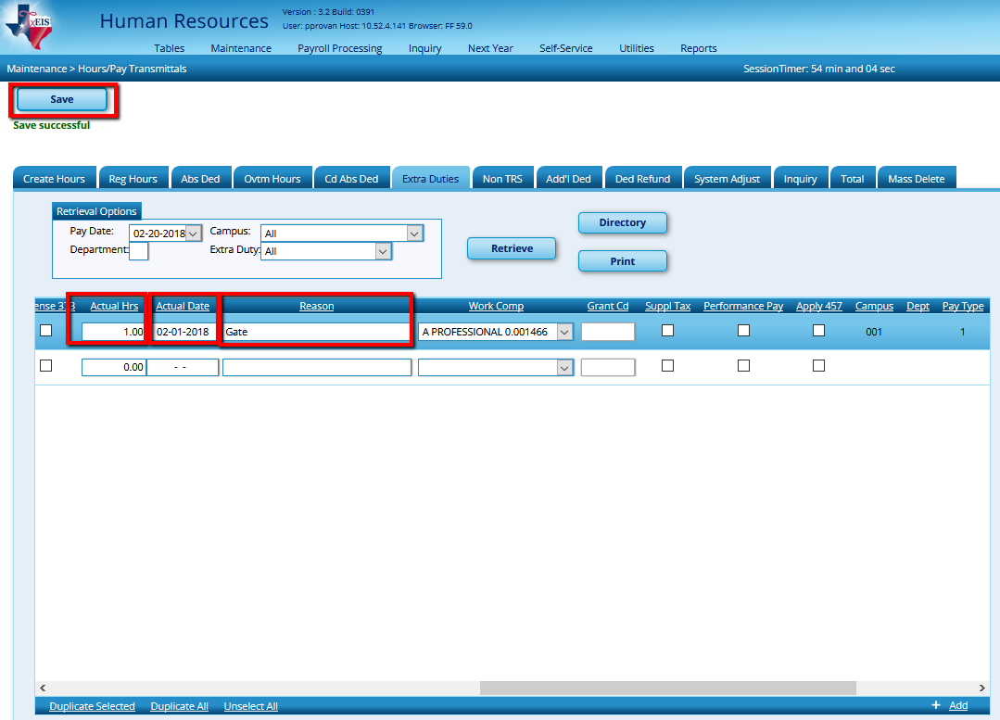 TxEIS
Human Resources
Version : 3.2 Build: 0391
User: pprovan Host: 10.52.4.141 Browser: FF 59.0
Tables Maintenance Payroll Processing Inquiry Next Year Self-Service Utilities Reports
Maintenance > Hours/Pay Transmittals SessionTimer: 54 min and 04 sec
Save
Save successful
Create Hours Reg Hours Abs Ded Ovtm Hours Cd Abs Ded Extra Duties Non TRS Add'l Ded Ded Refund System Adjust Inquiry Total Mass Delete
Retrieval Options
Pay Date: 02-20-2018 Campus: All
Department: Extra Duty: All
Retrieve
Directory
Print
ense 373 Actual Hrs Actual Date Reason Work Comp Grant Cd Suppl Tax Performance Pay Apply 457 Campus Dept Pay Type
1.00 02-01-2018 Gate A PROFESSIONAL 0.001466 001 1
0.00 - -
Duplicate Selected Duplicate All Unselect All + Add